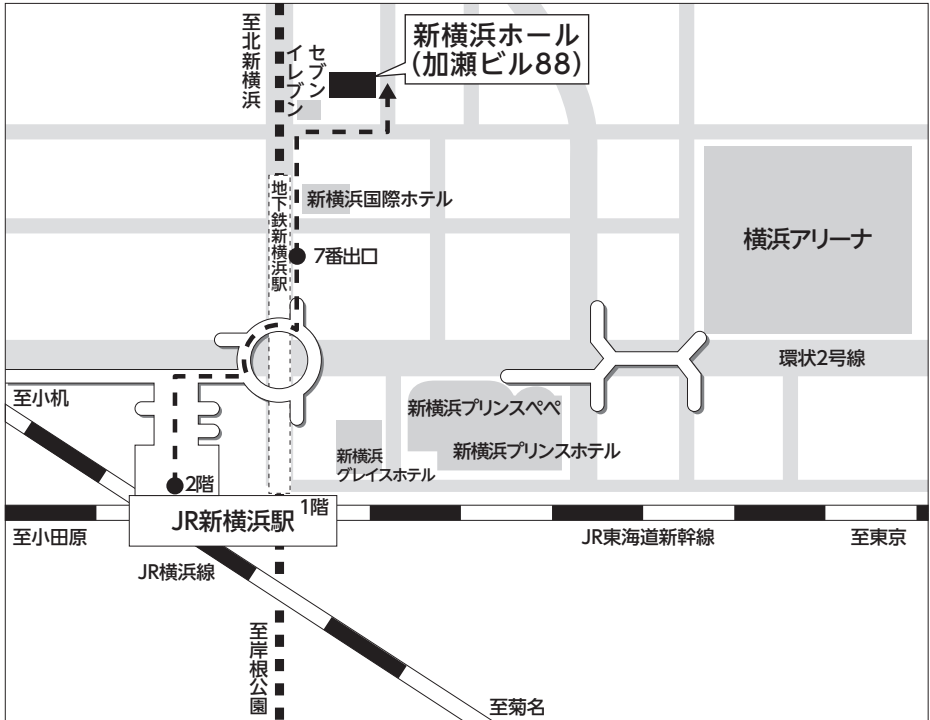 至北新横浜
セブン
イレブン
新横浜ホール
(加瀬ビル88)
地下鉄新横浜駅
新横浜国際ホテル
7番出口
横浜アリーナ
環状2号線
至小机
新横浜プリンスペペ
新横浜プリンスホテル
新横浜
グレイスホテル
2階
1階
JR新横浜駅
至小田原
JR東海道新幹線
至東京
JR横浜線
至岸根公園
至菊名